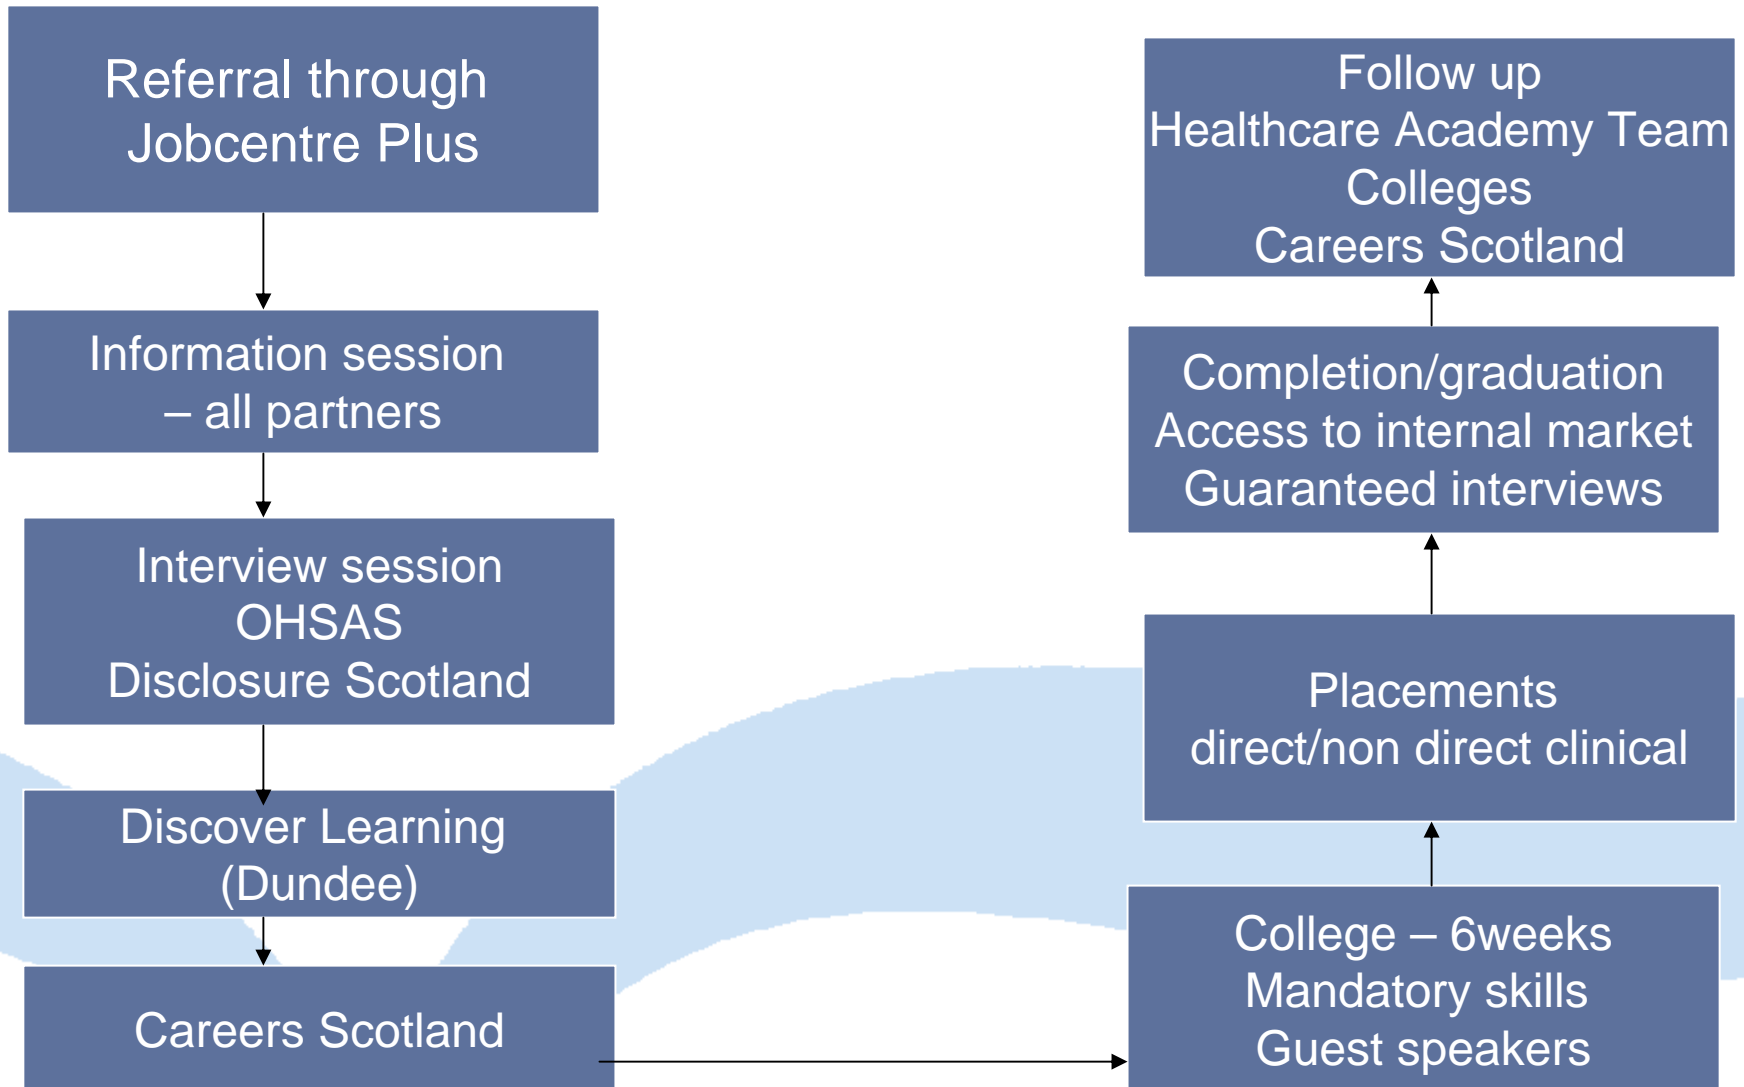 Referral through
Jobcentre Plus
Information session
– all partners
Interview session
OHSAS
Disclosure Scotland
Discover Learning
(Dundee)
Careers Scotland
College – 6weeks
Mandatory skills
Guest speakers
Placements
direct/non direct clinical
Completion/graduation
Access to internal market
Guaranteed interviews
Follow up
Healthcare Academy Team
Colleges
Careers Scotland